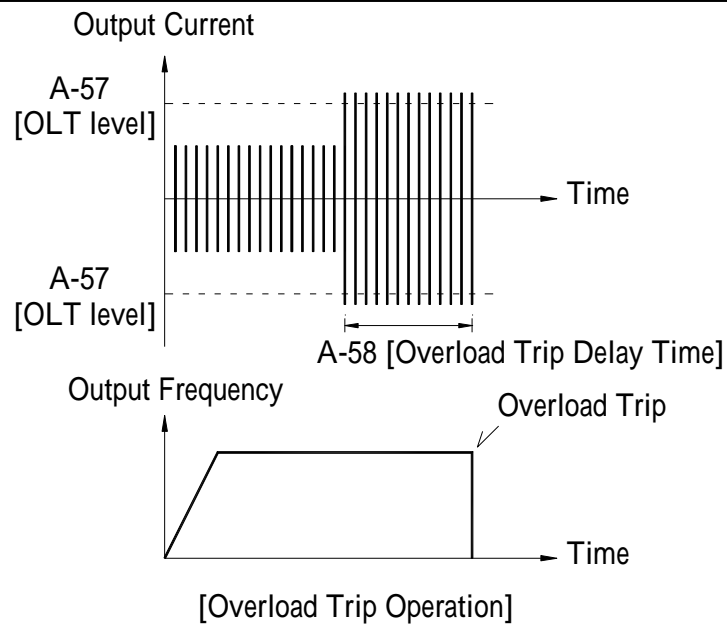 Output Current
A-57
[OLT level]
Time
A-57
[OLT level]
A-58 [Overload Trip Delay Time]
Output Frequency
Overload Trip
Time
[Overload Trip Operation]